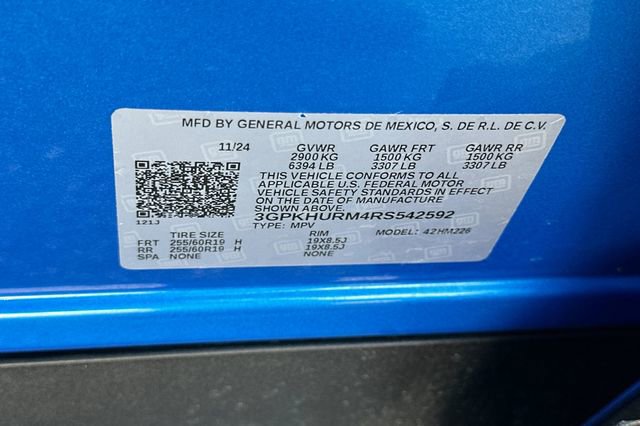 MFD BY GENERAL MOTORS DE MEXICO, S. DE R.L. DE C.V.
11/24 GVWR GAWR FRT GAWR RR
2900 KG 1500 KG 1500 KG
6394 LB 3307 LB 3307 LB
THIS VEHICLE CONFORMS TO ALL
APPLICABLE U.S. FEDERAL MOTOR
VEHICLE SAFETY STANDARDS IN EFFECT
ON THE DATE OF MANUFACTURE
SHOWN ABOVE.
3GPKHURM4RS542592
121J TYPE: MPV MODEL: 42HM226
TIRE SIZE RIM
FRT 255/60R19 H 19X8.5J
RR 255/60R19 H 19X8.5J
SPA NONE NONE